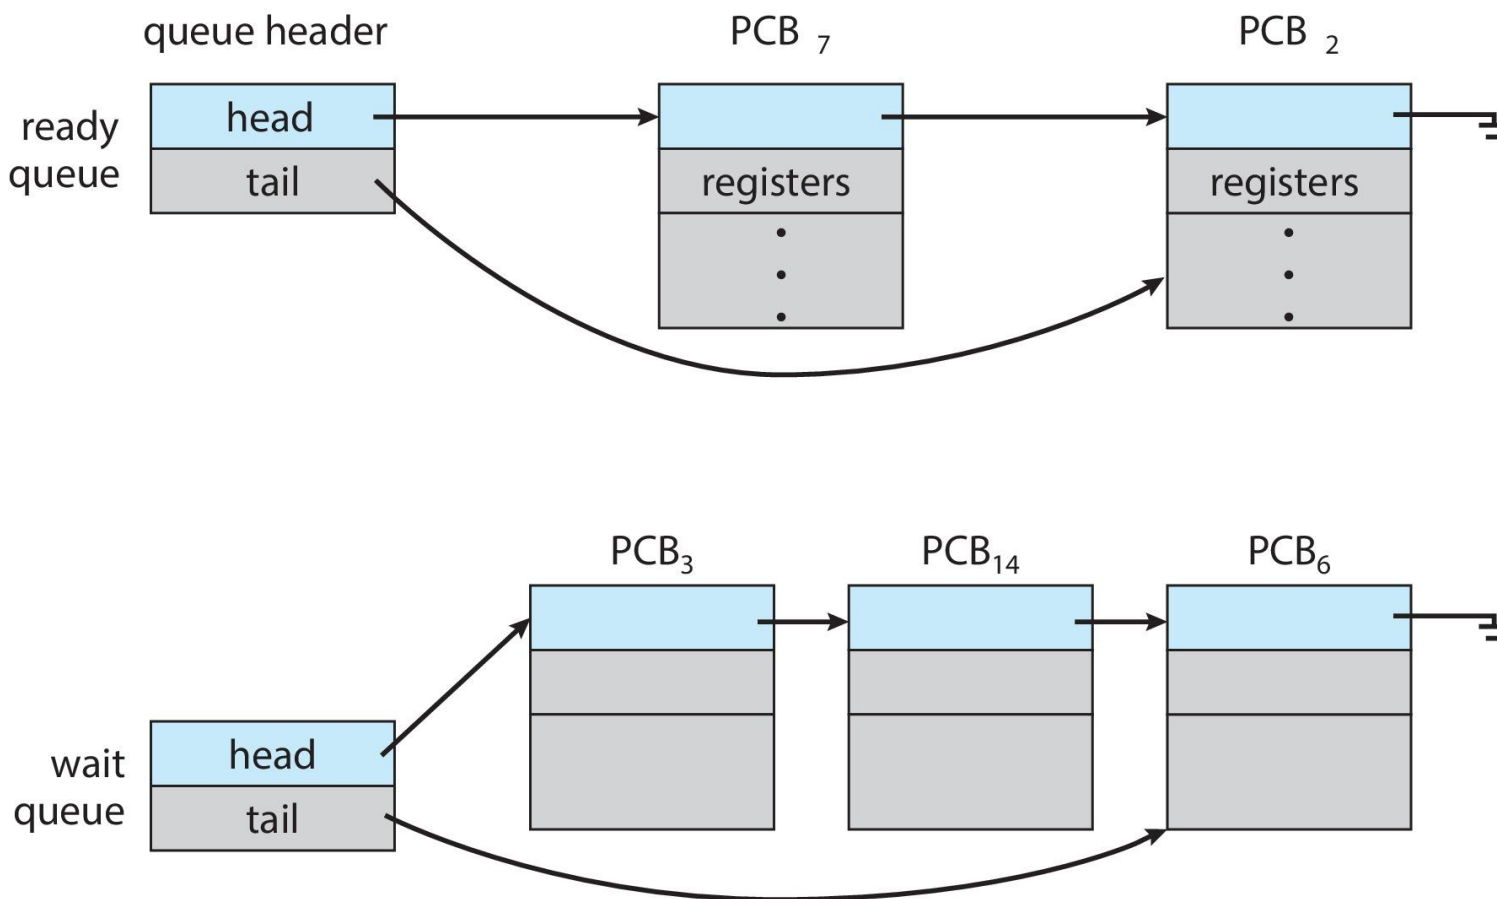 queue header
PCB 7
PCB 2
ready
queue
head
tail
registers
registers
PCB3
PCB14
PCB6
wait
queue
head
tail